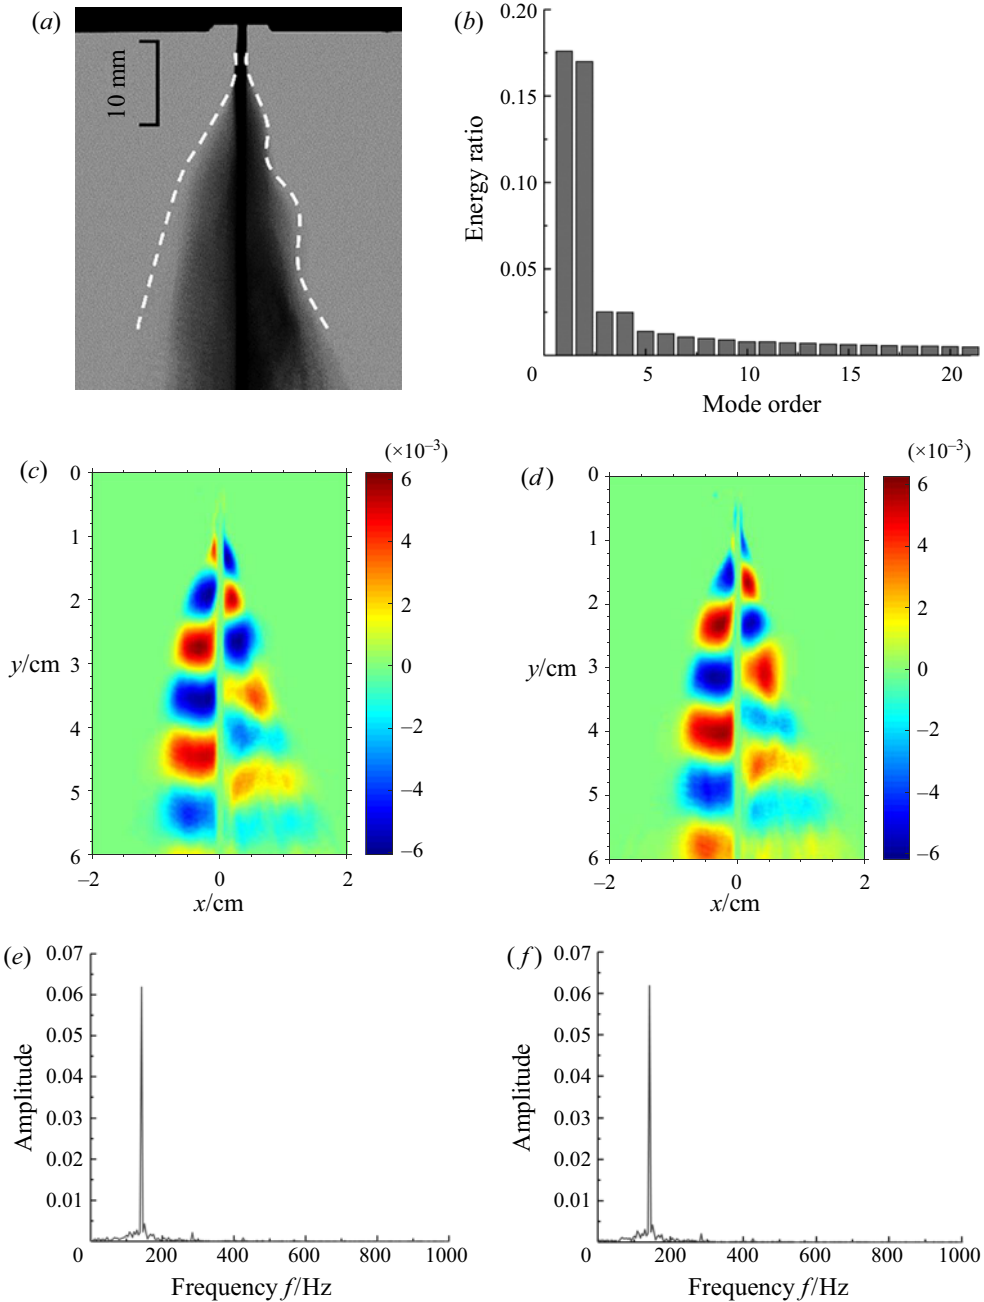 (a)
10 mm
(b)
0.20
0.15
0.10
0.05
Energy ratio
0 5 10 15 20
Mode order
(c)
(×10–3)
0
1
2
3
4
5
6
y/cm
–2 0 2
x/cm
6
4
2
0
–2
–4
–6
(d)
(×10–3)
0
1
2
3
4
5
6
y/cm
–2 0 2
x/cm
6
4
2
0
–2
–4
–6
(e)
0.07
0.06
0.05
0.04
0.03
0.02
0.01
Amplitude
0 200 400 600 800 1000
Frequency f/Hz
(f)
0.07
0.06
0.05
0.04
0.03
0.02
0.01
Amplitude
0 200 400 600 800 1000
Frequency f/Hz